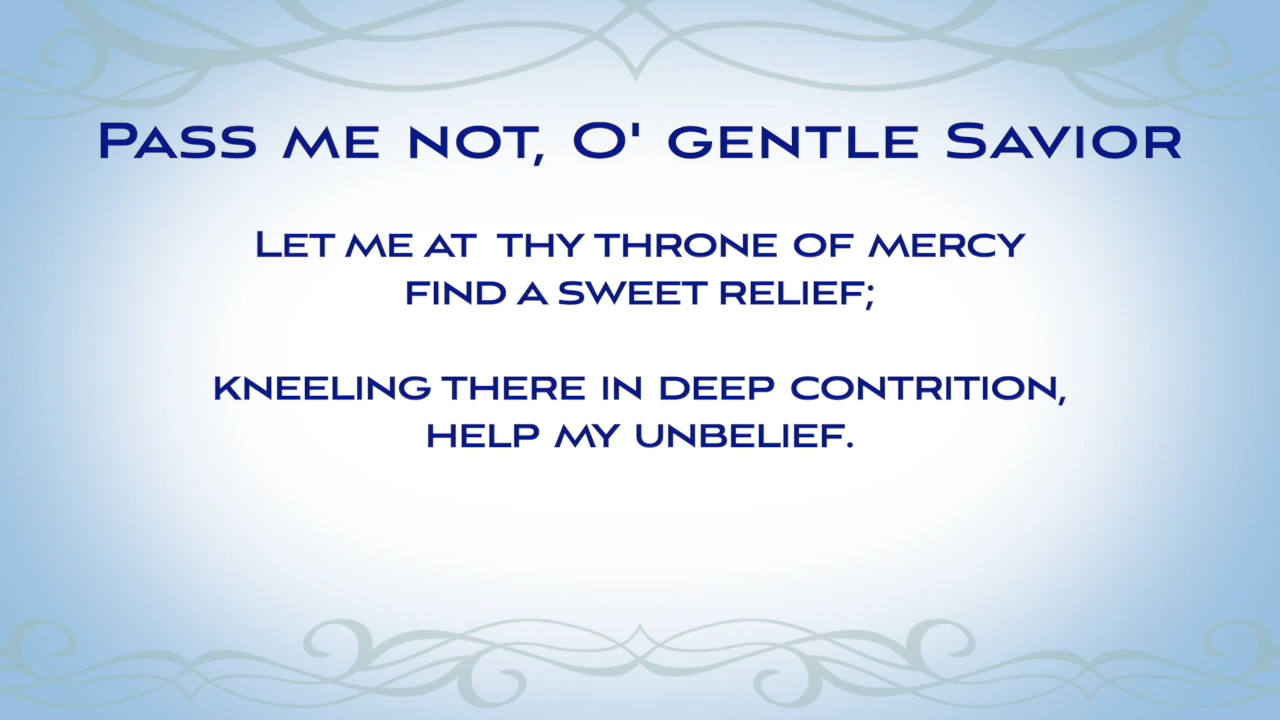 Pass me not, O' gentle Savior
Let me at thy throne of mercy
find a sweet relief;
kneeling there in deep contrition,
help my unbelief.